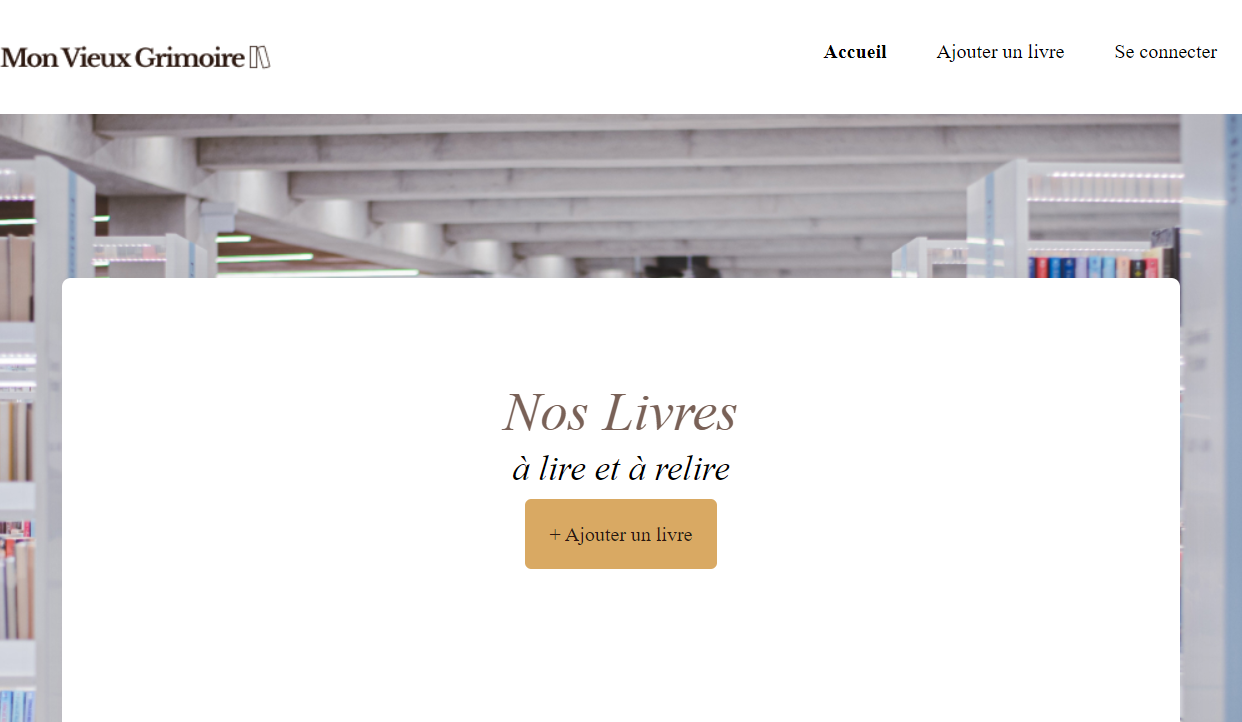 Mon Vieux Grimoire
Accueil Ajouter un livre Se connecter
Nos Livres
à lire et à relire
+ Ajouter un livre